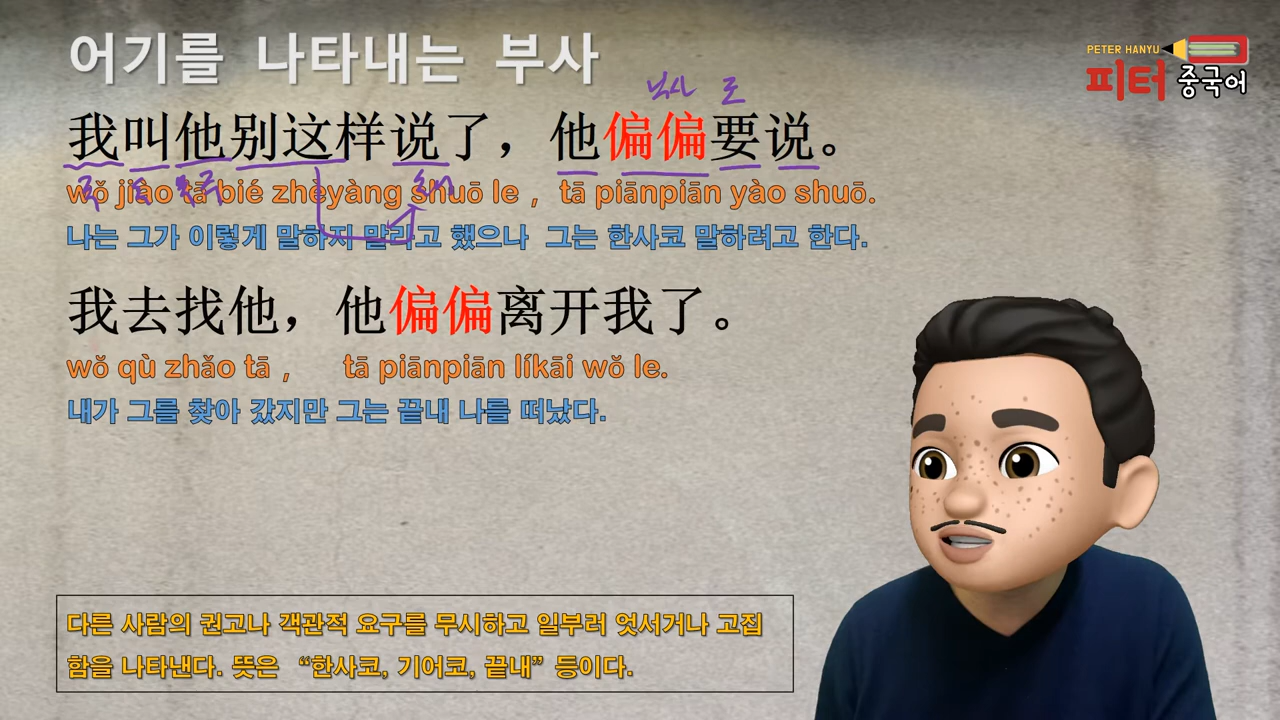 어기를 나타내는 부사
PETER HANYU
피터 중국어
부사 조
我叫他别这样说了，他偏偏要说。
wǒ jiào tā bié zhèyàng shuō le , tā piānpiān yào shuō.
나는 그가 이렇게 말하지 말라고 했으나 그는 한사코 말하려고 한다.
我去找他，他偏偏离开我了。
wǒ qù zhǎo tā , tā piānpiān líkāi wǒ le.
내가 그를 찾아 갔지만 그는 끝내 나를 떠났다.
다른 사람의 권고나 객관적 요구를 무시하고 일부러 엇서거나 고집
함을 나타낸다. 뜻은 “한사코, 기어코, 끝내” 등이다.